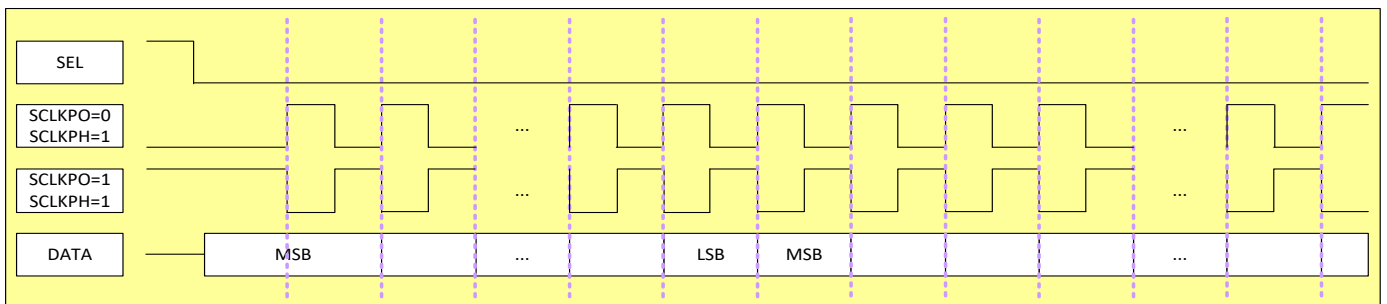 SEL
SCLKPO=0
SCLKPH=1
... ...
SCLKPO=1
SCLKPH=1
... ...
DATA MSB ... LSB MSB ...